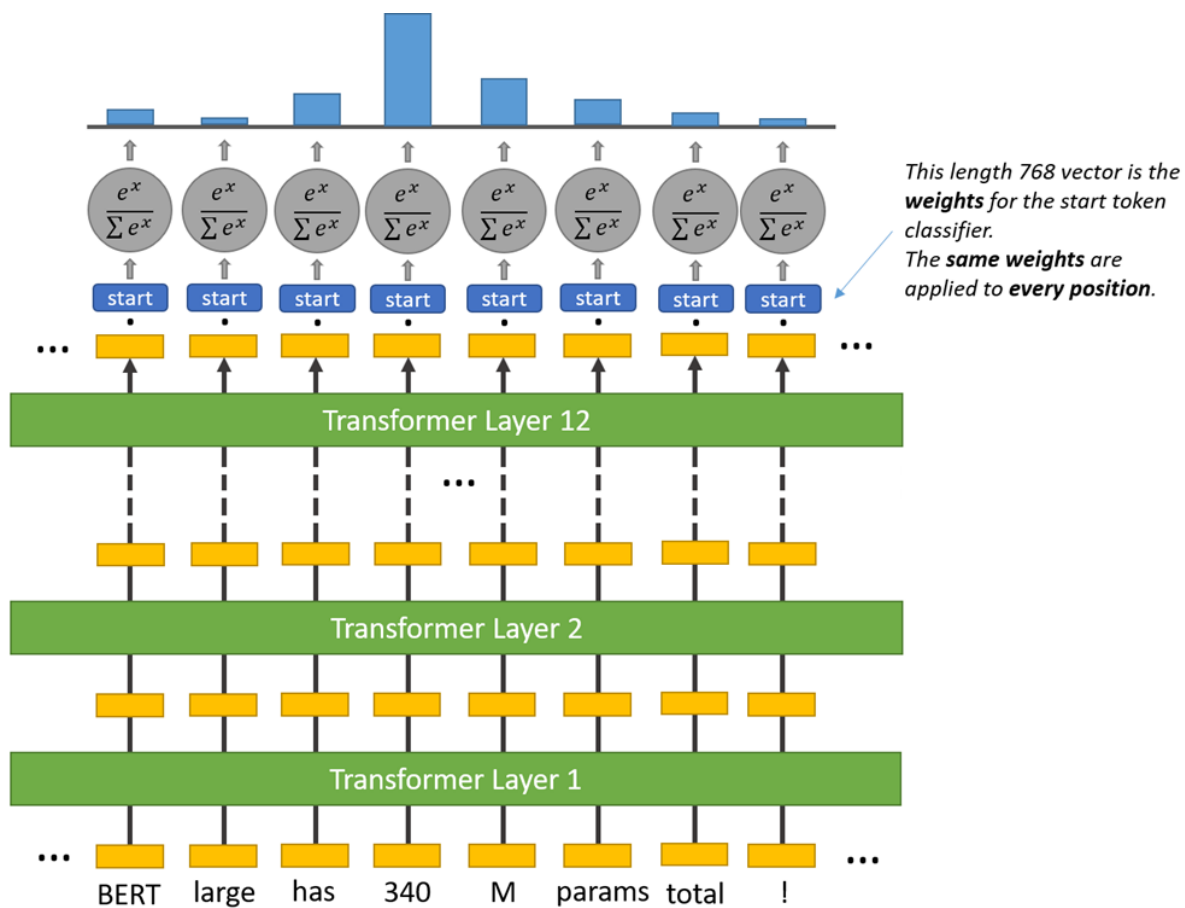 e^x / ∑ e^x e^x / ∑ e^x e^x / ∑ e^x e^x / ∑ e^x e^x / ∑ e^x e^x / ∑ e^x e^x / ∑ e^x e^x / ∑ e^x
This length 768 vector is the
weights for the start token
classifier.
The same weights are
applied to every position.
start start start start start start start start
... ...
Transformer Layer 12
...
Transformer Layer 2
Transformer Layer 1
... ...
BERT large has 340 M params total !